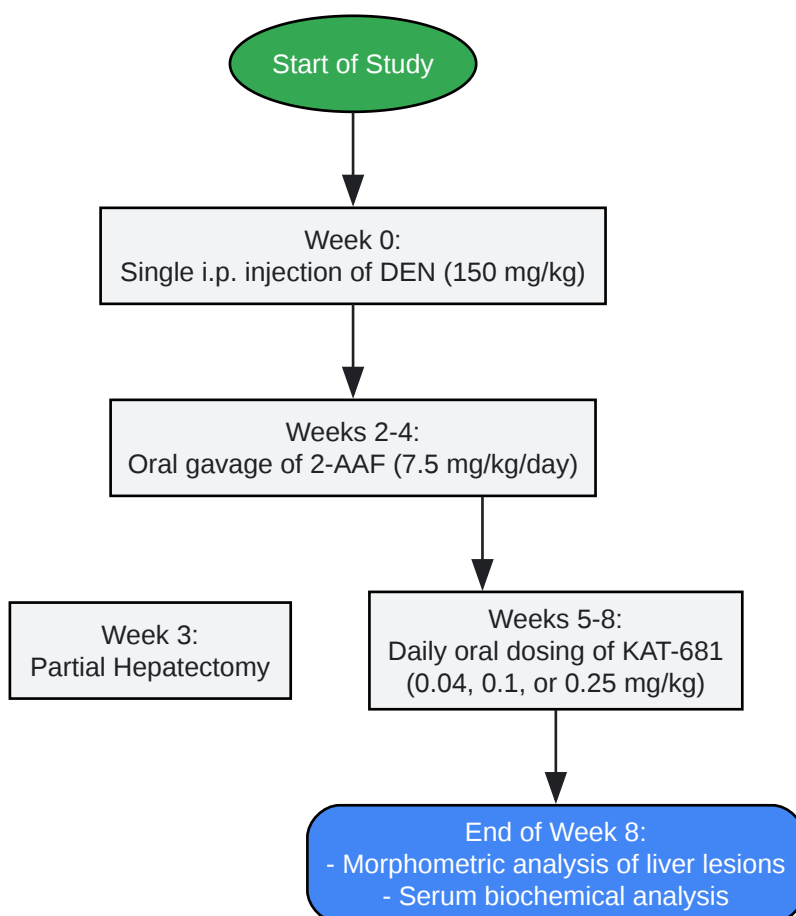 Start of Study
Week 0:
Single i.p. injection of DEN (150 mg/kg)
Weeks 2-4:
Oral gavage of 2-AAF (7.5 mg/kg/day)
Week 3:
Partial Hepatectomy
Weeks 5-8:
Daily oral dosing of KAT-681
(0.04, 0.1, or 0.25 mg/kg)
End of Week 8:
- Morphometric analysis of liver lesions
- Serum biochemical analysis